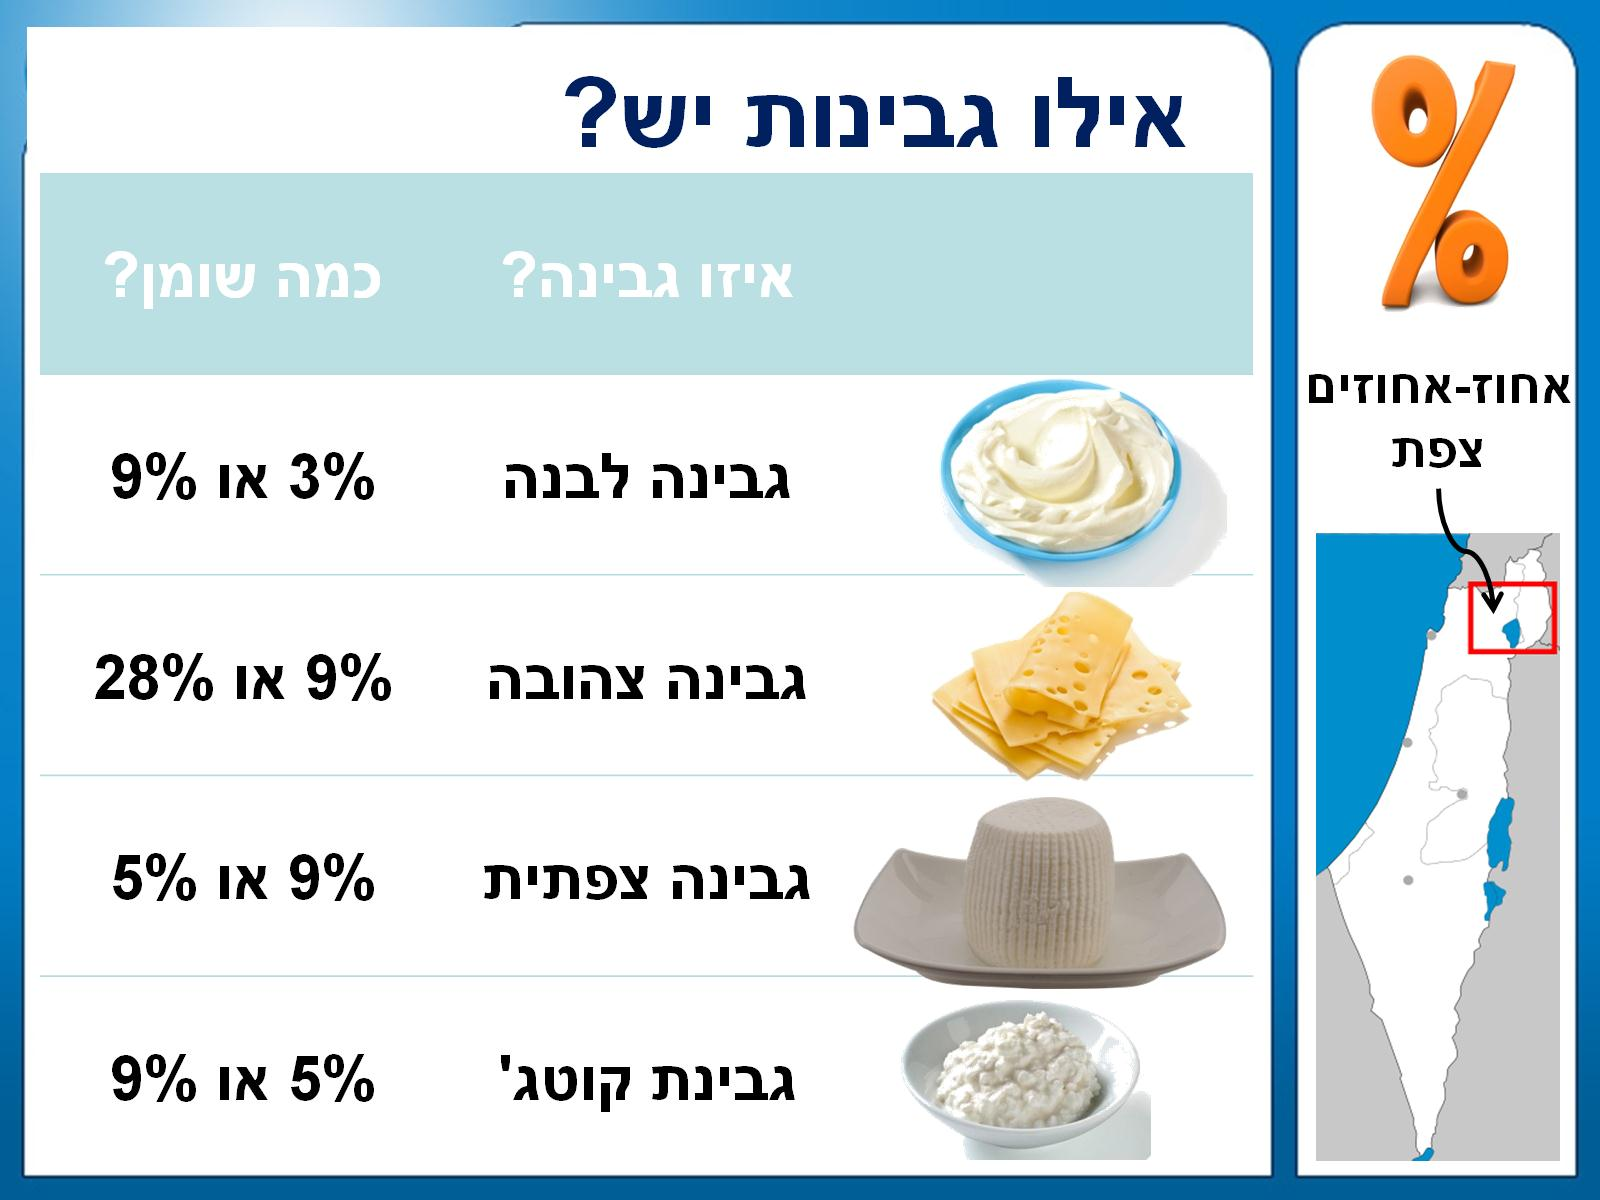 אילו גבינות יש?
איזו גבינה? כמה שומן?
גבינה לבנה 3% או 9%
גבינה צהובה 9% או 28%
גבינה צפתית 9% או 5%
גבינת קוטג' 5% או 9%
%
אחוז-אחוזים
צפת